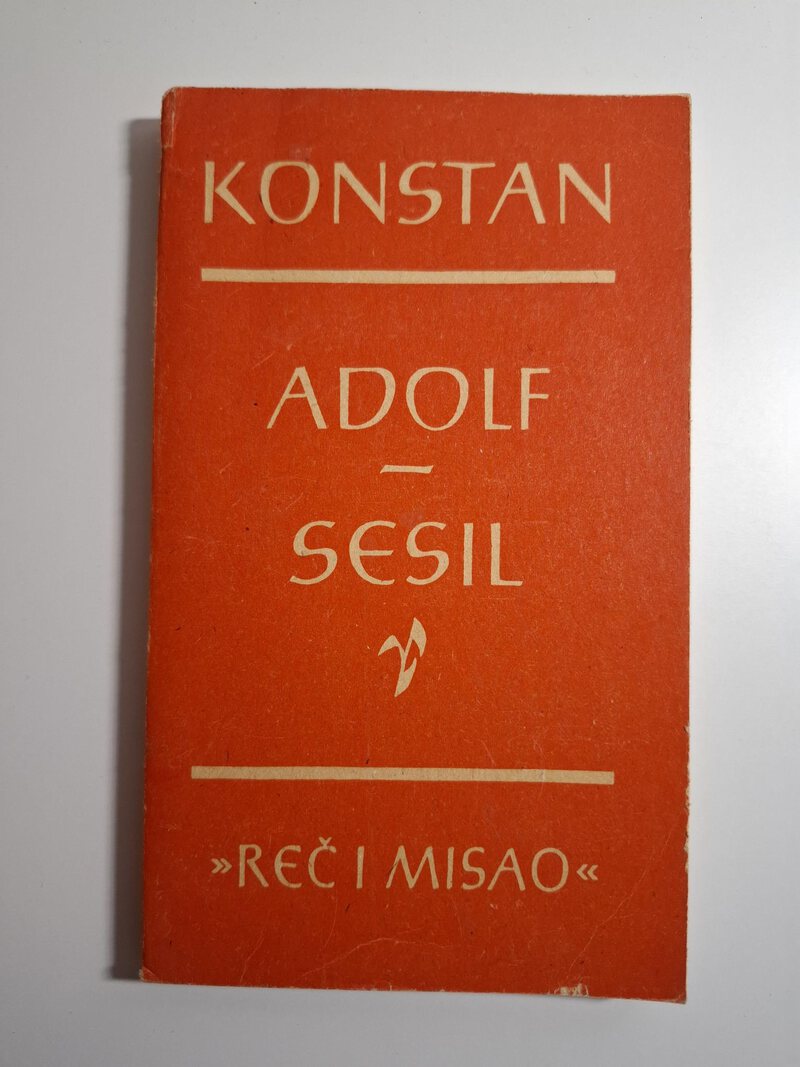 KONSTAN
ADOLF
—
SESIL
»REČ I MISAO«